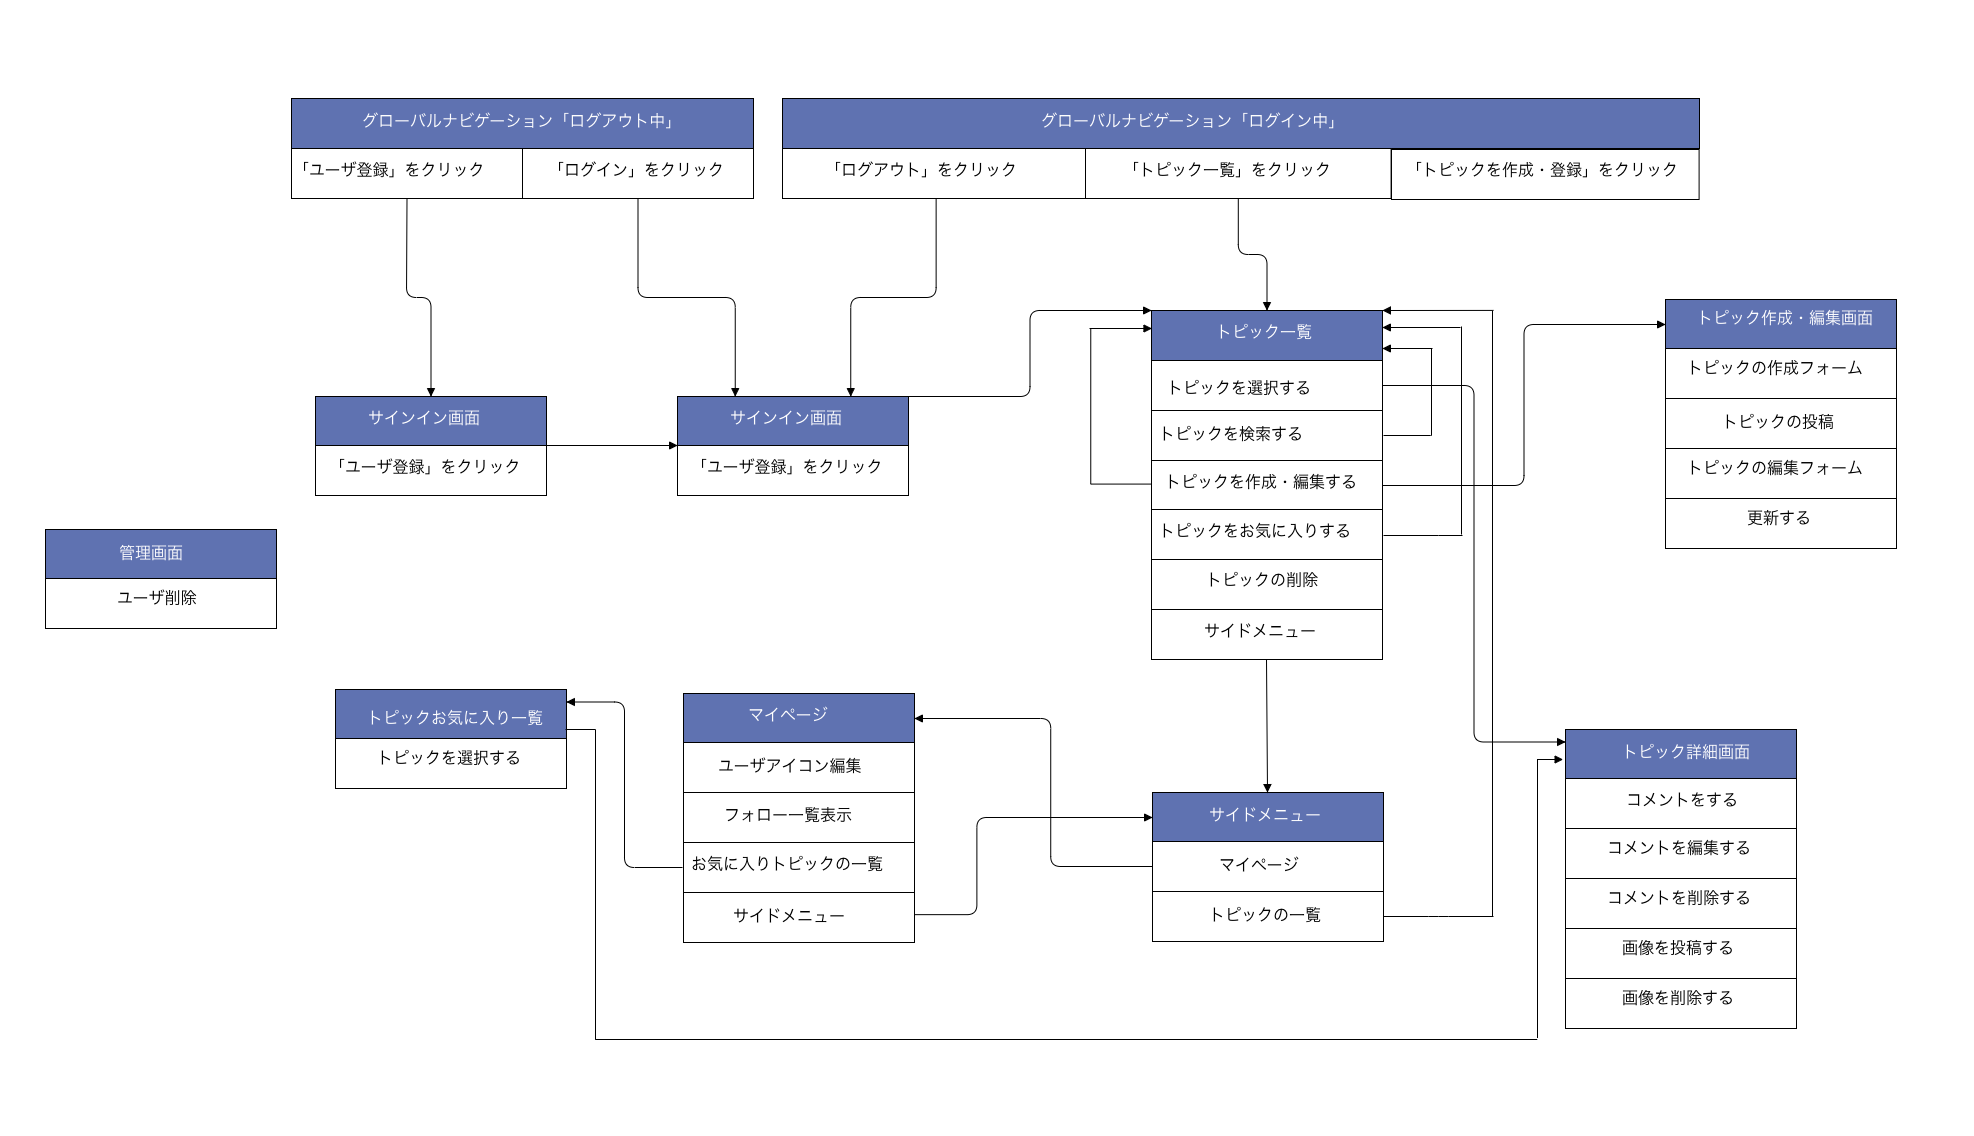 グローバルナビゲーション「ログアウト中」
「ユーザ登録」をクリック
「ログイン」をクリック
グローバルナビゲーション「ログイン中」
「ログアウト」をクリック
「トピック一覧」をクリック
「トピックを作成・登録」をクリック
サインイン画面
「ユーザ登録」をクリック
サインイン画面
「ユーザ登録」をクリック
トピック一覧
トピックを選択する
トピックを検索する
トピックを作成・編集する
トピックをお気に入りする
トピックの削除
サイドメニュー
トピック作成・編集画面
トピックの作成フォーム
トピックの投稿
トピックの編集フォーム
更新する
管理画面
ユーザ削除
トピックお気に入り一覧
トピックを選択する
マイページ
ユーザアイコン編集
フォロー一覧表示
お気に入りトピックの一覧
サイドメニュー
サイドメニュー
マイページ
トピックの一覧
トピック詳細画面
コメントをする
コメントを編集する
コメントを削除する
画像を投稿する
画像を削除する